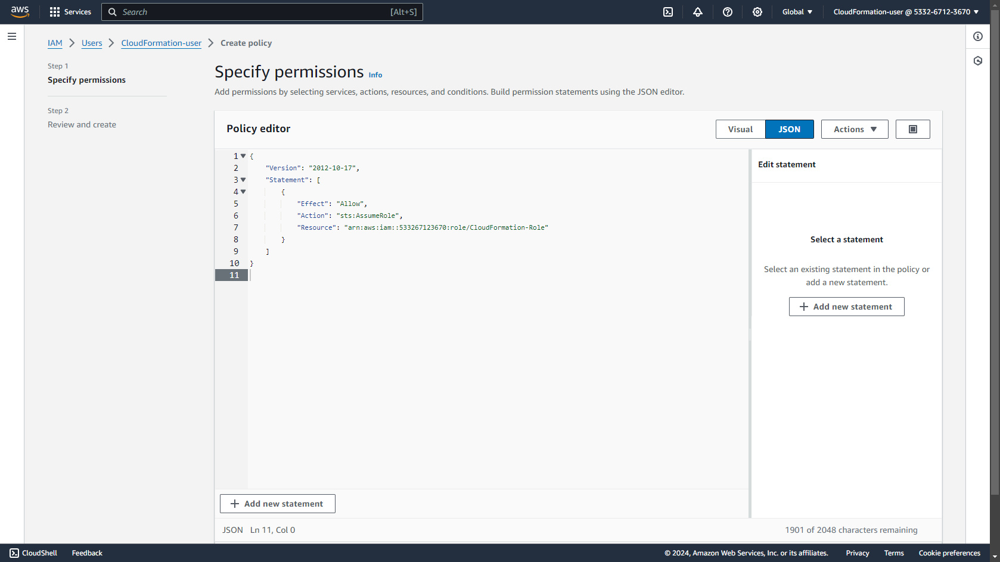 aws
Services
Search
[Alt+S]
Global
CloudFormation-user @ 5332-6712-3670
IAM
Users
CloudFormation-user
Create policy
Step 1
Specify permissions
Step 2
Review and create
Specify permissions Info
Add permissions by selecting services, actions, resources, and conditions. Build permission statements using the JSON editor.
Policy editor
Visual
JSON
Actions
1 {
2 "Version": "2012-10-17",
3 "Statement": [
4 {
5 "Effect": "Allow",
6 "Action": "sts:AssumeRole",
7 "Resource": "arn:aws:iam::533267123670:role/CloudFormation-Role"
8 }
9 ]
10 }
11
Edit statement
Select a statement
Select an existing statement in the policy or
add a new statement.
Add new statement
Add new statement
JSON Ln 11, Col 0
1901 of 2048 characters remaining
CloudShell
Feedback
© 2024, Amazon Web Services, Inc. or its affiliates.
Privacy
Terms
Cookie preferences